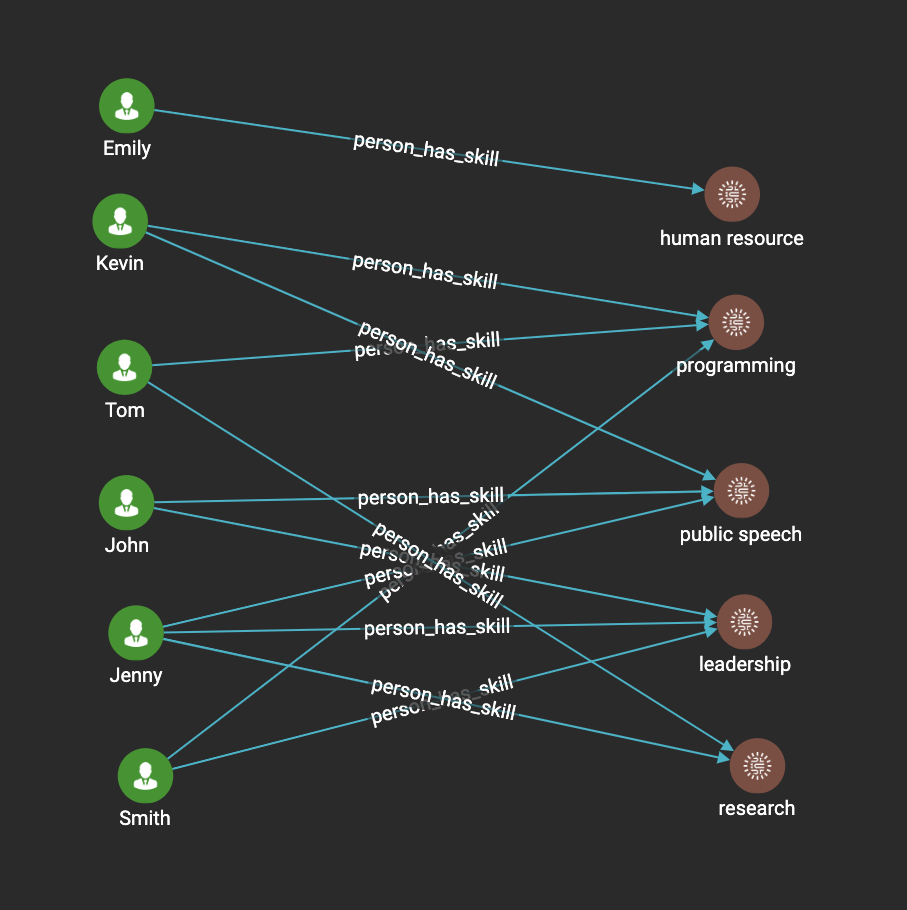 Emily
person_has_skill
human resource
Kevin
person_has_skill
programming
person_has_skill
person_has_skill
Tom
John
person_has_skill
public speech
person_has_skill
person_has_skill
person_has_skill
person_has_skill
Jenny
person_has_skill
leadership
person_has_skill
person_has_skill
Smith
research